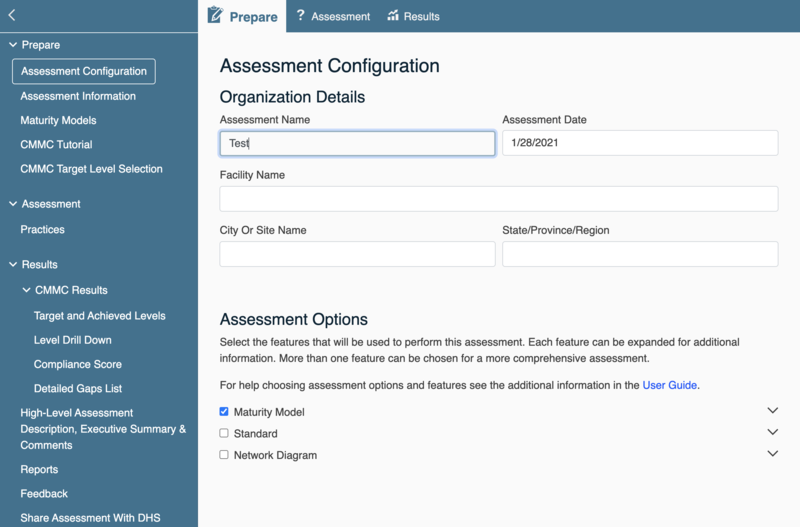 Prepare
Assessment Configuration
Assessment Information
Maturity Models
CMMC Tutorial
CMMC Target Level Selection
Assessment
Practices
Results
CMMC Results
Target and Achieved Levels
Level Drill Down
Compliance Score
Detailed Gaps List
High-Level Assessment
Description, Executive Summary &
Comments
Reports
Feedback
Share Assessment With DHS
Prepare ? Assessment Results
Assessment Configuration
Organization Details
Assessment Name Assessment Date
Test 1/28/2021
Facility Name
City Or Site Name State/Province/Region
Assessment Options
Select the features that will be used to perform this assessment. Each feature can be expanded for additional
information. More than one feature can be chosen for a more comprehensive assessment.
For help choosing assessment options and features see the additional information in the User Guide.
Maturity Model
Standard
Network Diagram